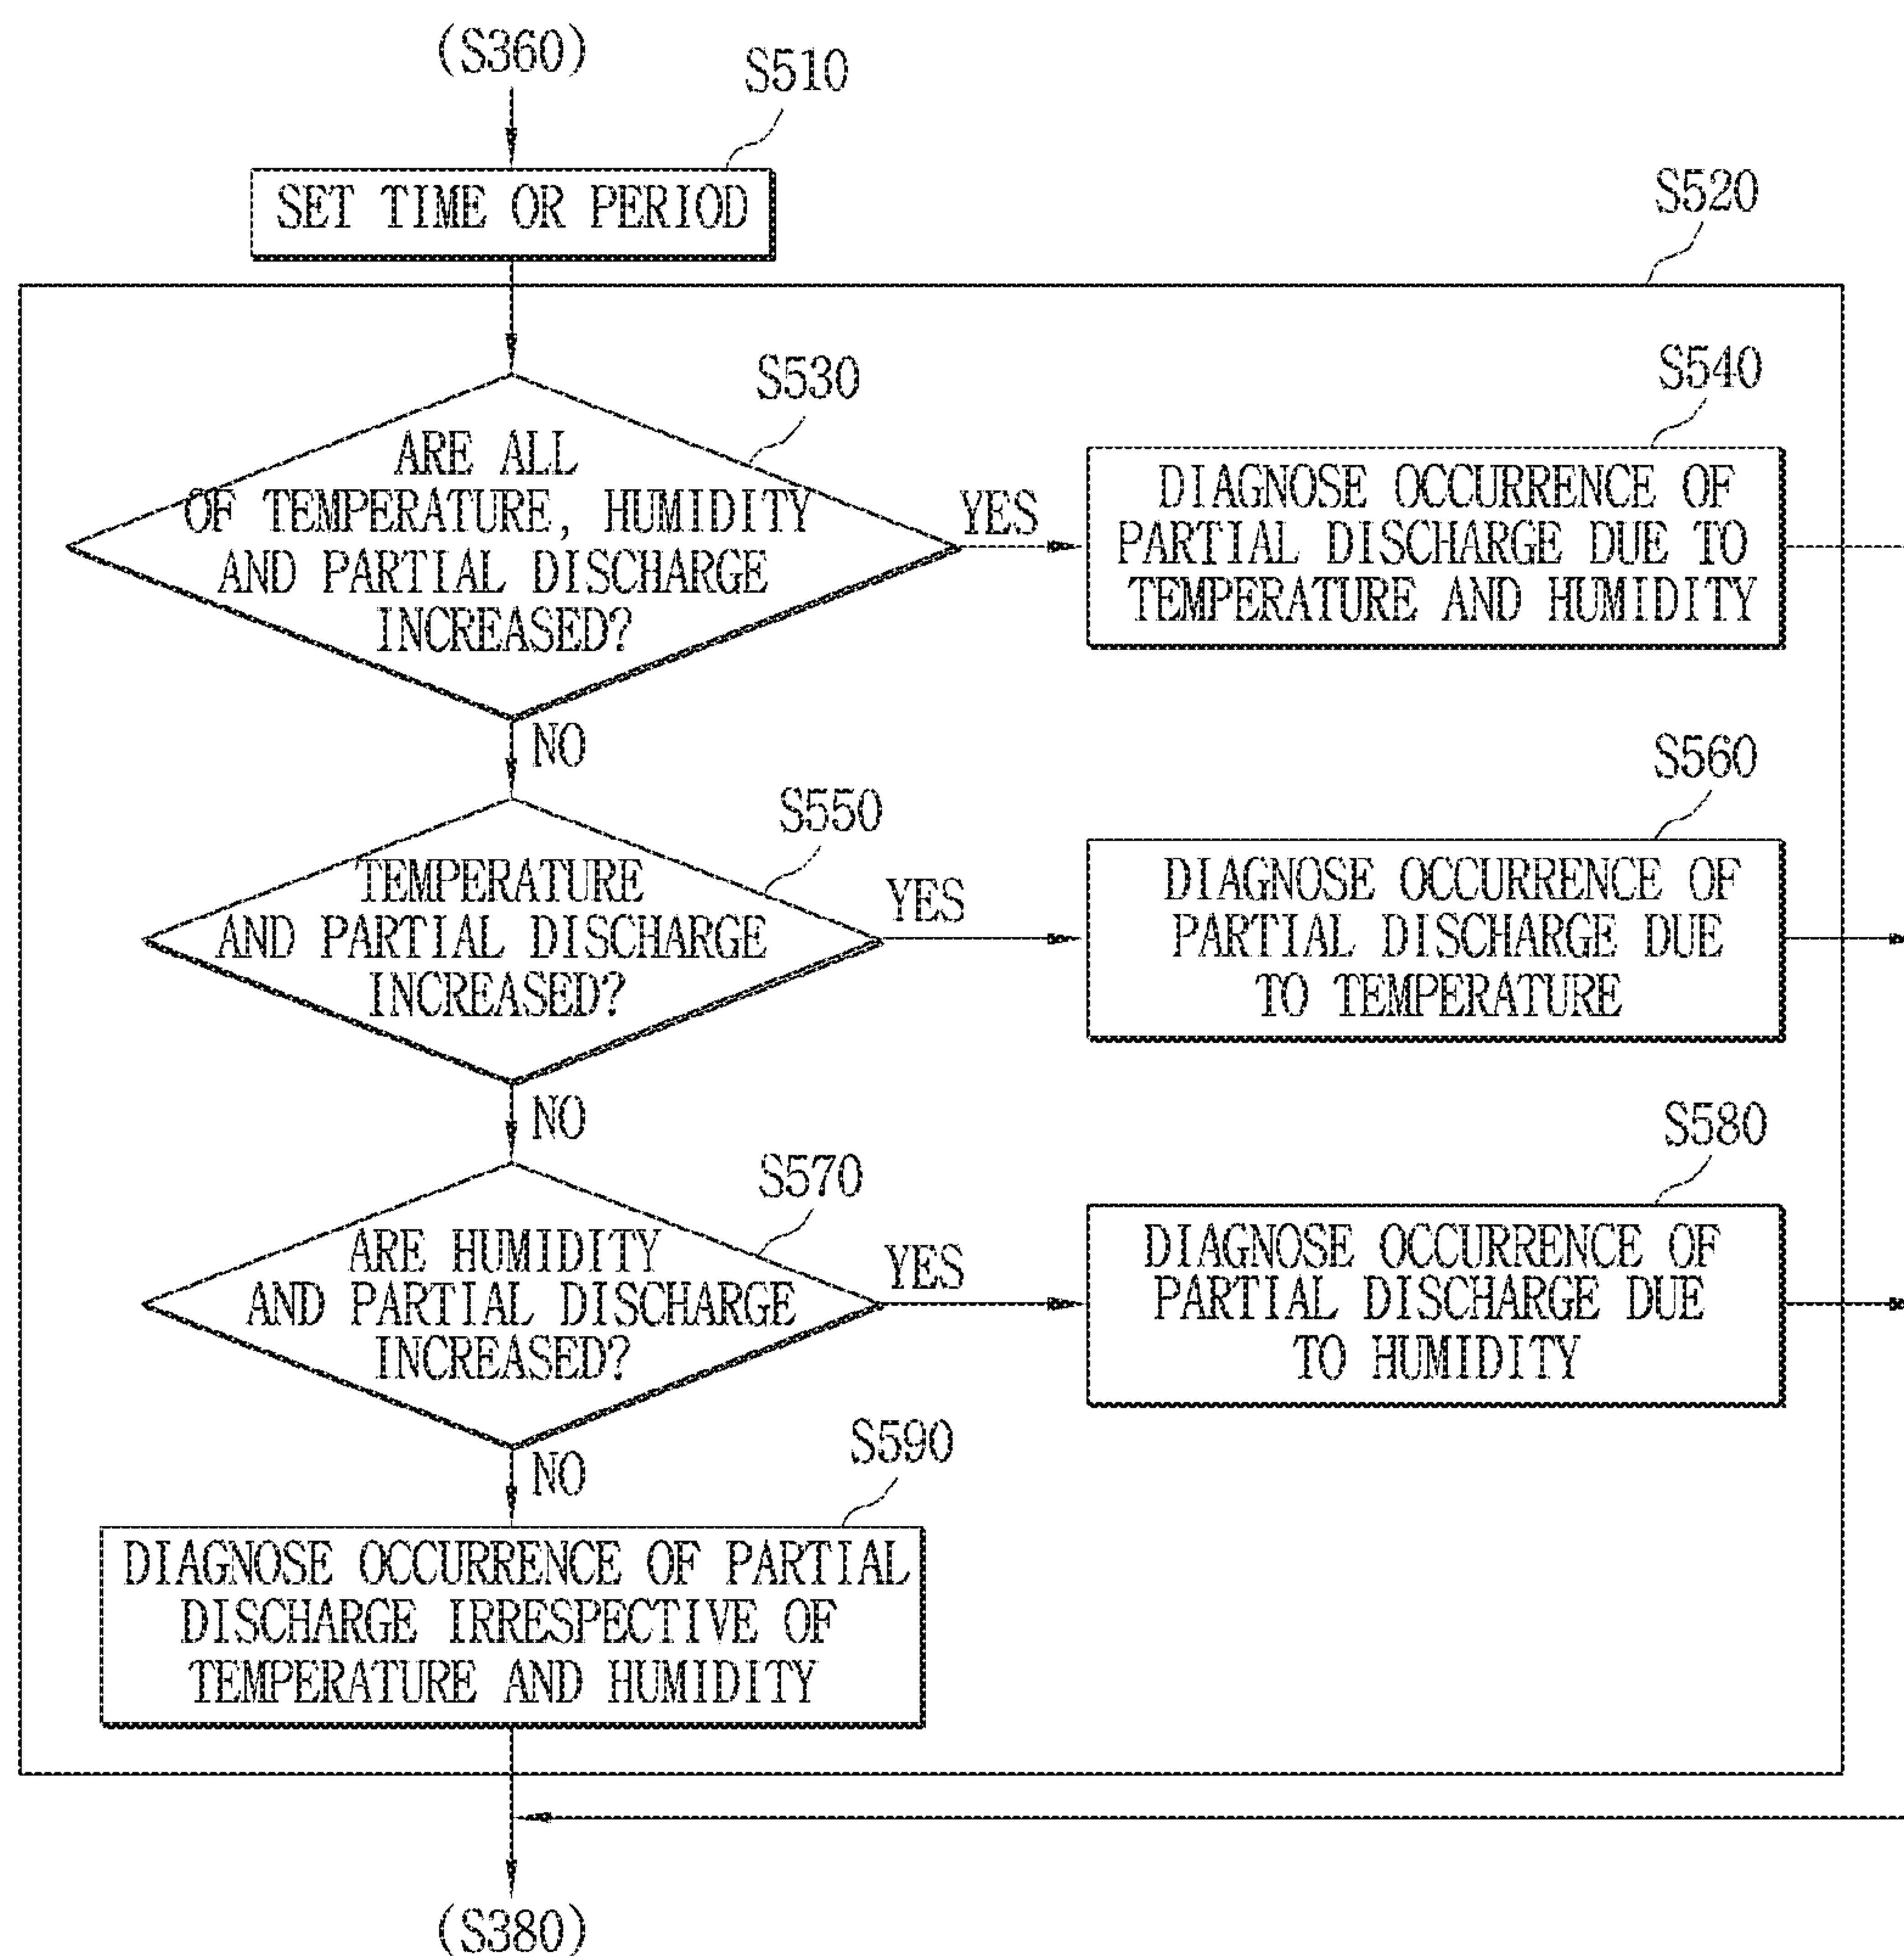 (S360)
S510
SET TIME OR PERIOD
S520
S530
ARE ALL
OF TEMPERATURE, HUMIDITY
AND PARTIAL DISCHARGE
INCREASED?
YES
S540
DIAGNOSE OCCURRENCE OF
PARTIAL DISCHARGE DUE TO
TEMPERATURE AND HUMIDITY
NO
S550
TEMPERATURE
AND PARTIAL DISCHARGE
INCREASED?
YES
S560
DIAGNOSE OCCURRENCE OF
PARTIAL DISCHARGE DUE
TO TEMPERATURE
NO
S570
ARE HUMIDITY
AND PARTIAL DISCHARGE
INCREASED?
YES
S580
DIAGNOSE OCCURRENCE OF
PARTIAL DISCHARGE DUE
TO HUMIDITY
NO
S590
DIAGNOSE OCCURRENCE OF PARTIAL
DISCHARGE IRRESPECTIVE OF
TEMPERATURE AND HUMIDITY
(S380)